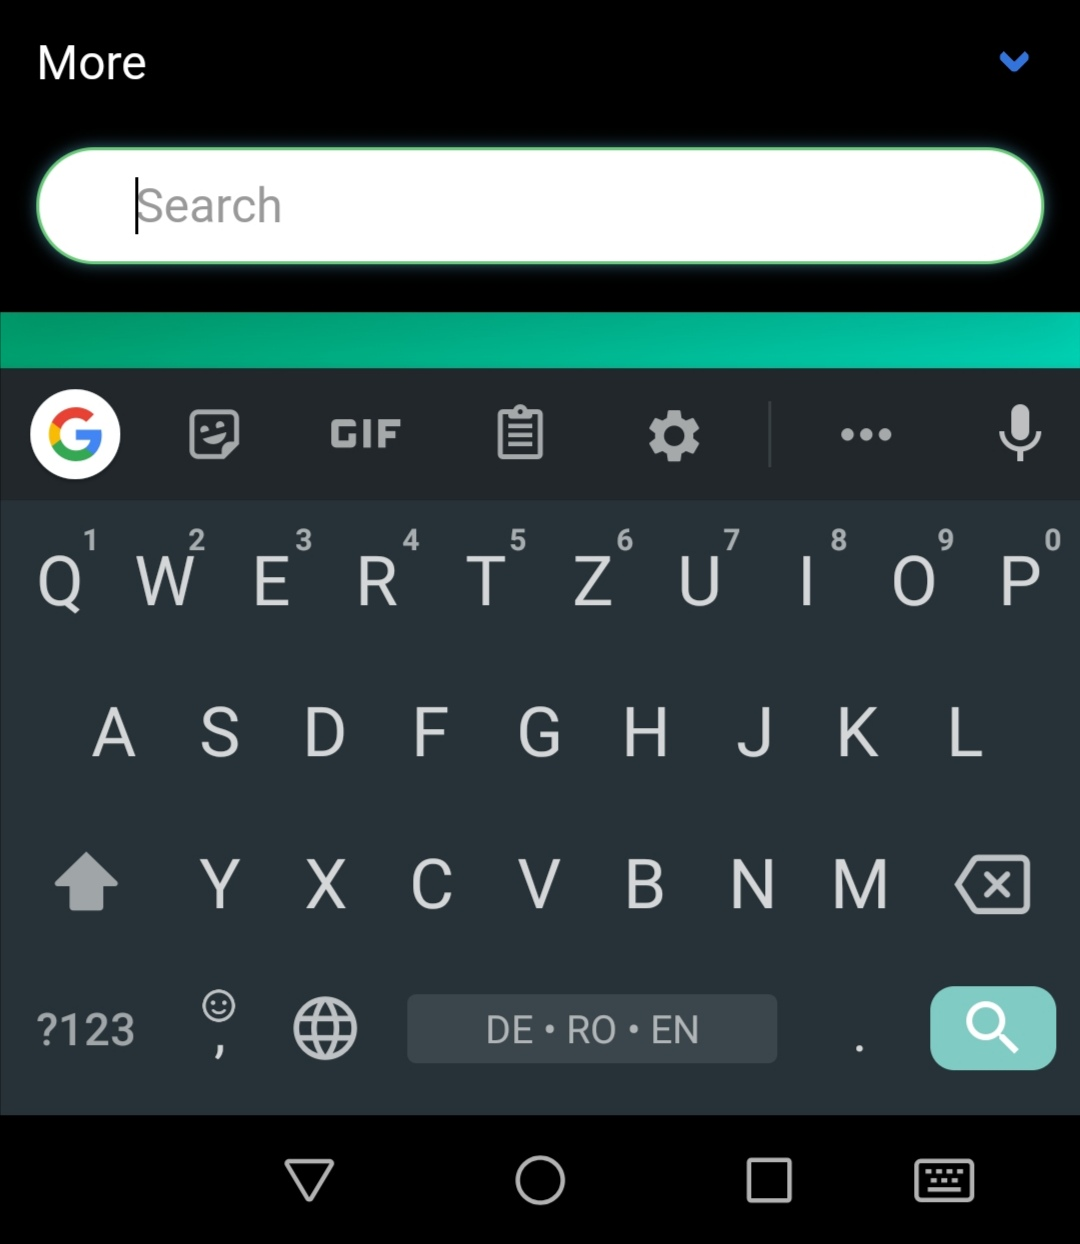 More
Search
GIF
1 2 3 4 5 6 7 8 9 0
Q W E R T Z U I O P
A S D F G H J K L
Y X C V B N M
?123 , DE • RO • EN .